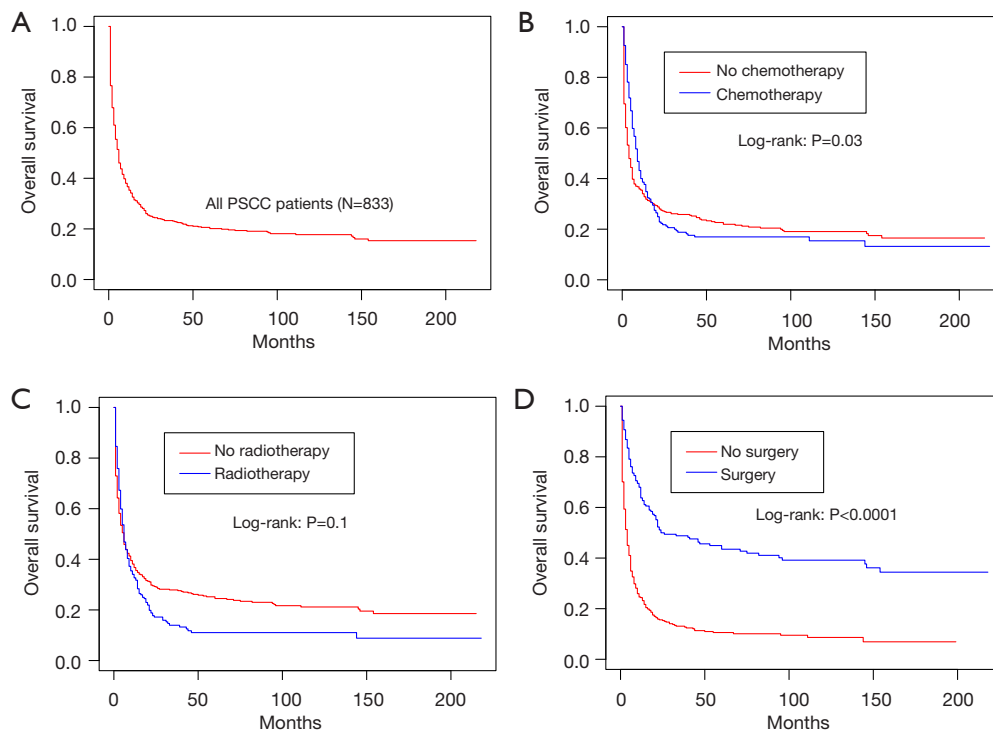 A
Overall survival
1.0
0.8
0.6
0.4
0.2
0.0
All PSCC patients (N=833)
0 50 100 150 200
Months
B
Overall survival
1.0
0.8
0.6
0.4
0.2
0.0
No chemotherapy
Chemotherapy
Log-rank: P=0.03
0 50 100 150 200
Months
C
Overall survival
1.0
0.8
0.6
0.4
0.2
0.0
No radiotherapy
Radiotherapy
Log-rank: P=0.1
0 50 100 150 200
Months
D
Overall survival
1.0
0.8
0.6
0.4
0.2
0.0
No surgery
Surgery
Log-rank: P<0.0001
0 50 100 150 200
Months